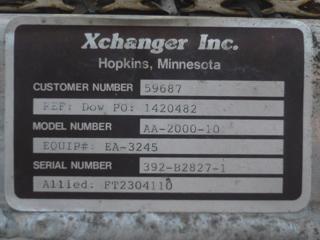 Xchanger Inc.
Hopkins, Minnesota
CUSTOMER NUMBER 59687
REF: Dow PO: 1420482
MODEL NUMBER AA-2000-10
EQUIP#: EA-3245
SERIAL NUMBER 392-B2827-1
Allied: FT2304110